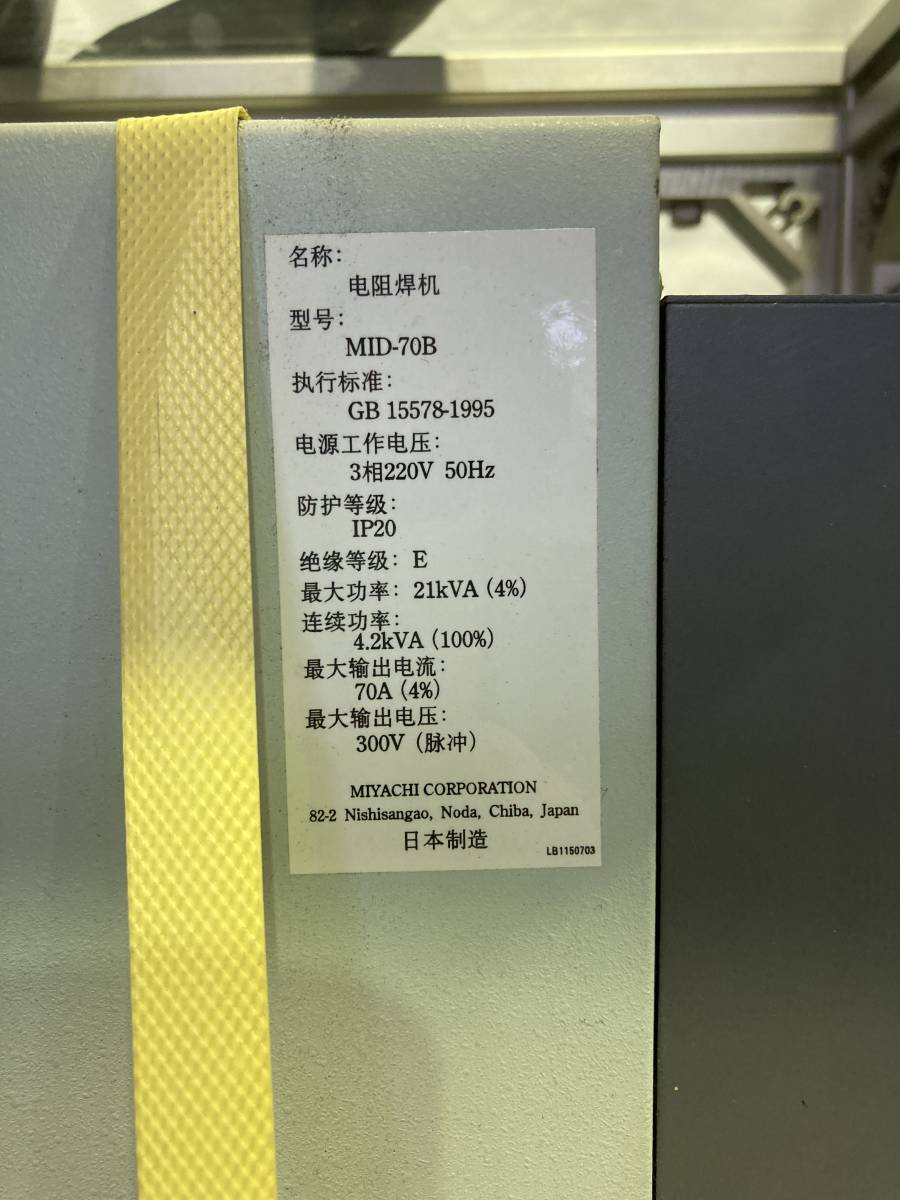 名称：
电阻焊机
型号：
MID-70B
执行标准：
GB 15578-1995
电源工作电压：
3相220V 50Hz
防护等级：
IP20
绝缘等级： E
最大功率： 21kVA (4%)
连续功率：
4.2kVA (100%)
最大输出电流：
70A (4%)
最大输出电压：
300V (脉冲)
MIYACHI CORPORATION
82-2 Nishisangao, Noda, Chiba, Japan
日本制造
LB1150703